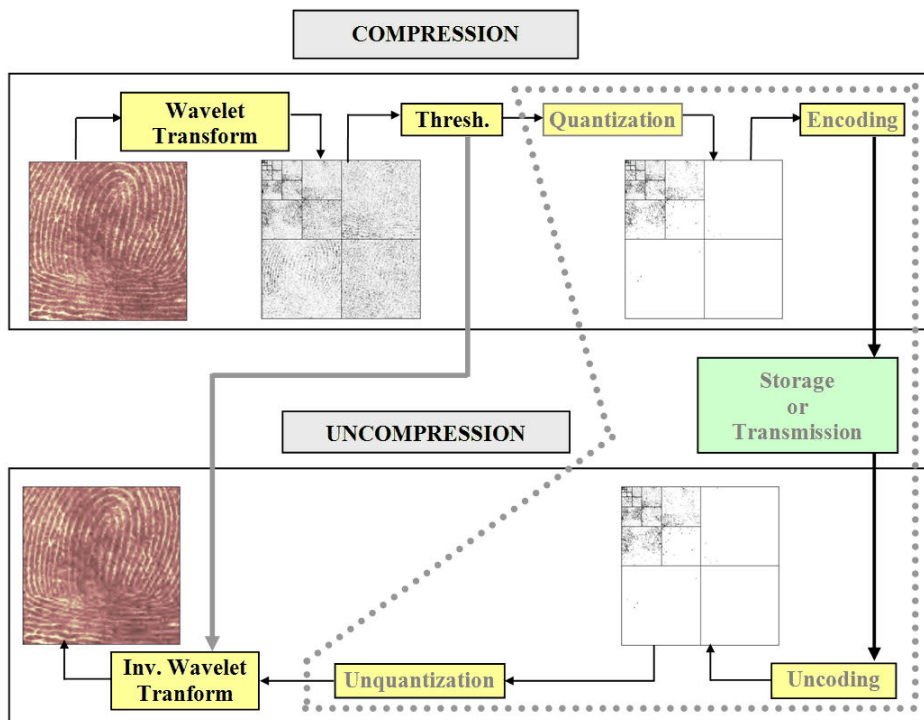 COMPRESSION
Wavelet
Transform
Thresh.
Quantization
Encoding
Storage
or
Transmission
UNCOMPRESSION
Inv. Wavelet
Tranform
Unquantization
Uncoding